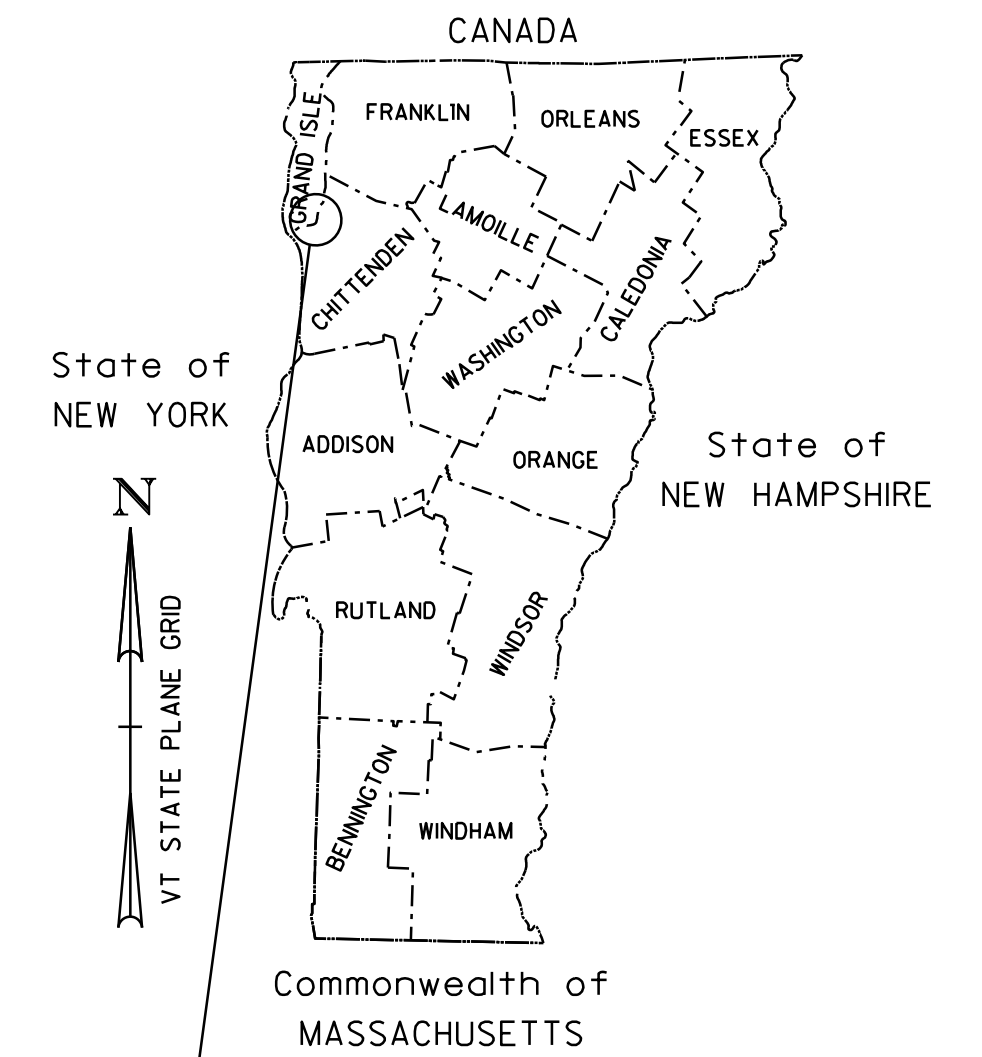 CANADA
FRANKLIN
ORLEANS
ESSEX
GRAND ISLE
LAMOILLE
CHITTENDEN
CALEDONIA
WASHINGTON
State of
NEW YORK
ADDISON
ORANGE
State of
NEW HAMPSHIRE
N
VT STATE PLANE GRID
RUTLAND
WINDSOR
BENNINGTON
WINDHAM
Commonwealth of
MASSACHUSETTS